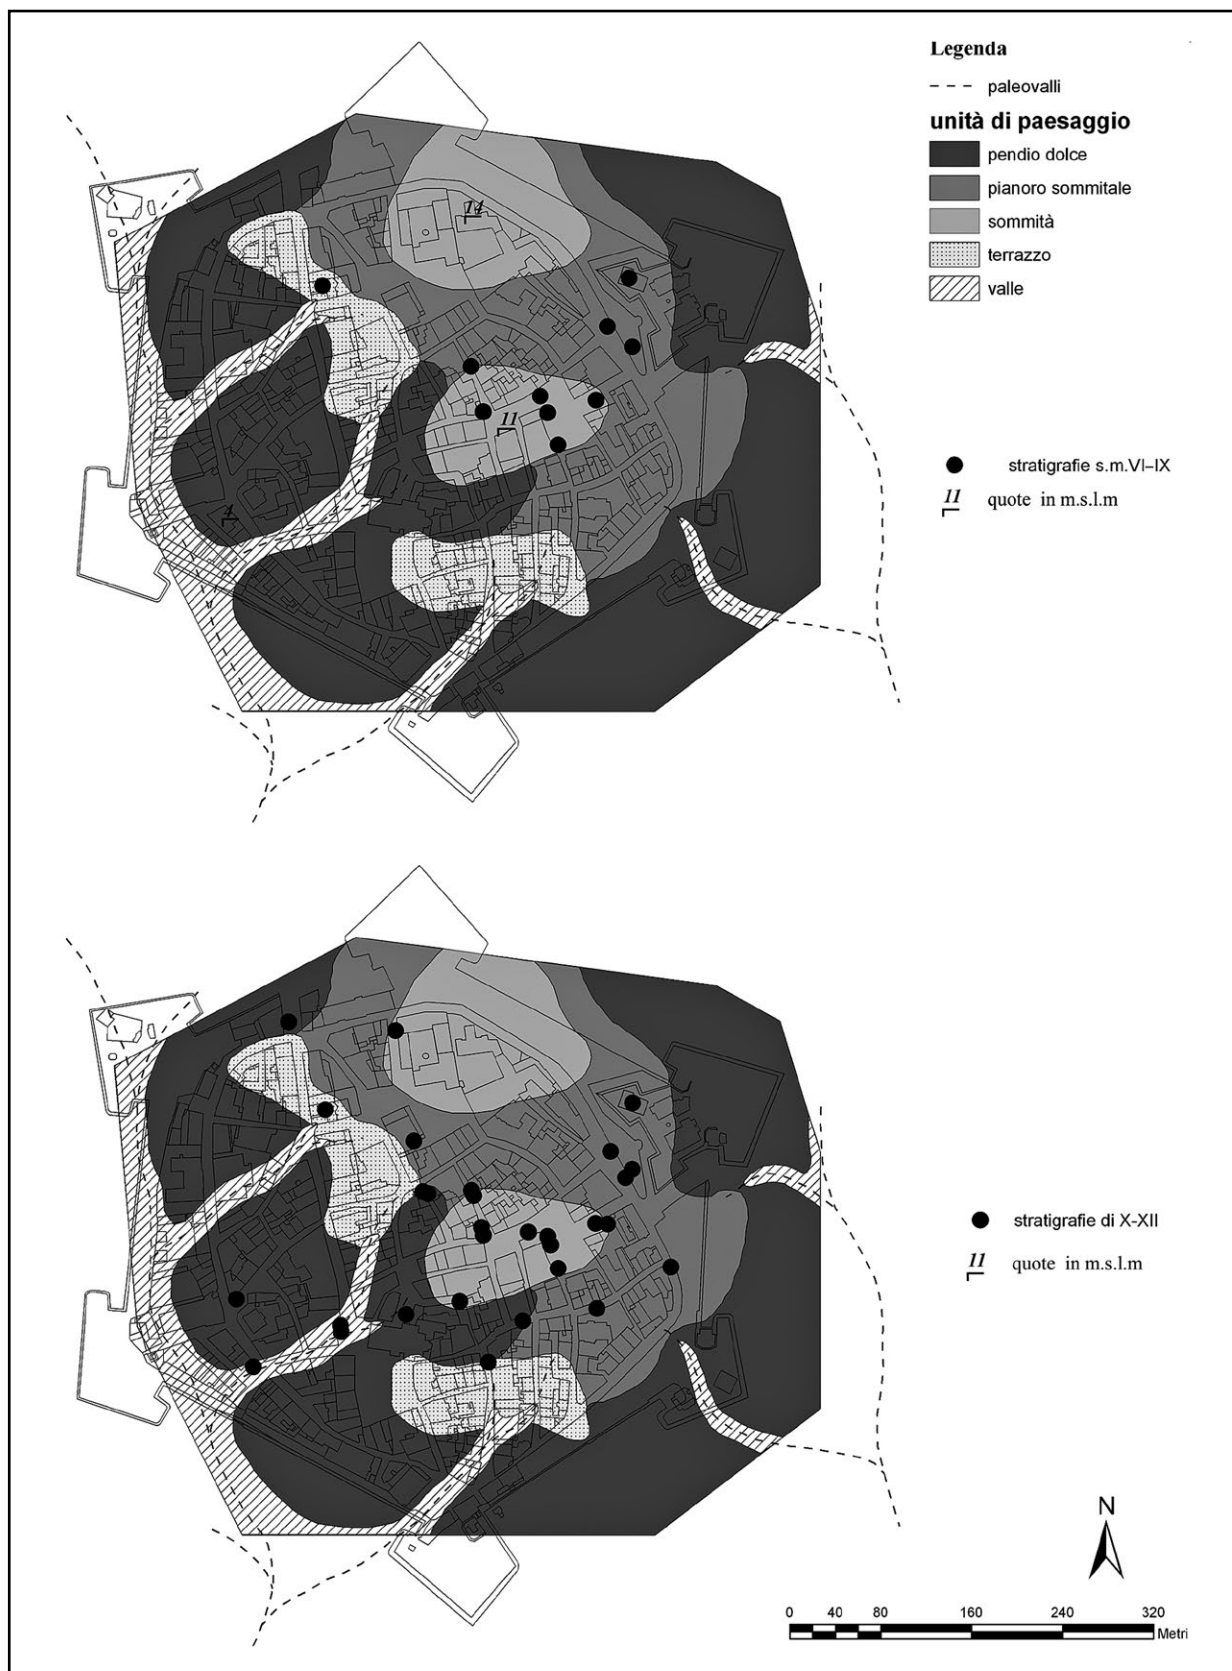 Legenda
paleovalli
unità di paesaggio
pendio dolce
pianoro sommitale
sommità
terrazzo
valle
14
11
4
stratigrafie s.m.VI–IX
11 quote in m.s.l.m
stratigrafie di X-XII
11 quote in m.s.l.m
N
0 40 80 160 240 320
Metri